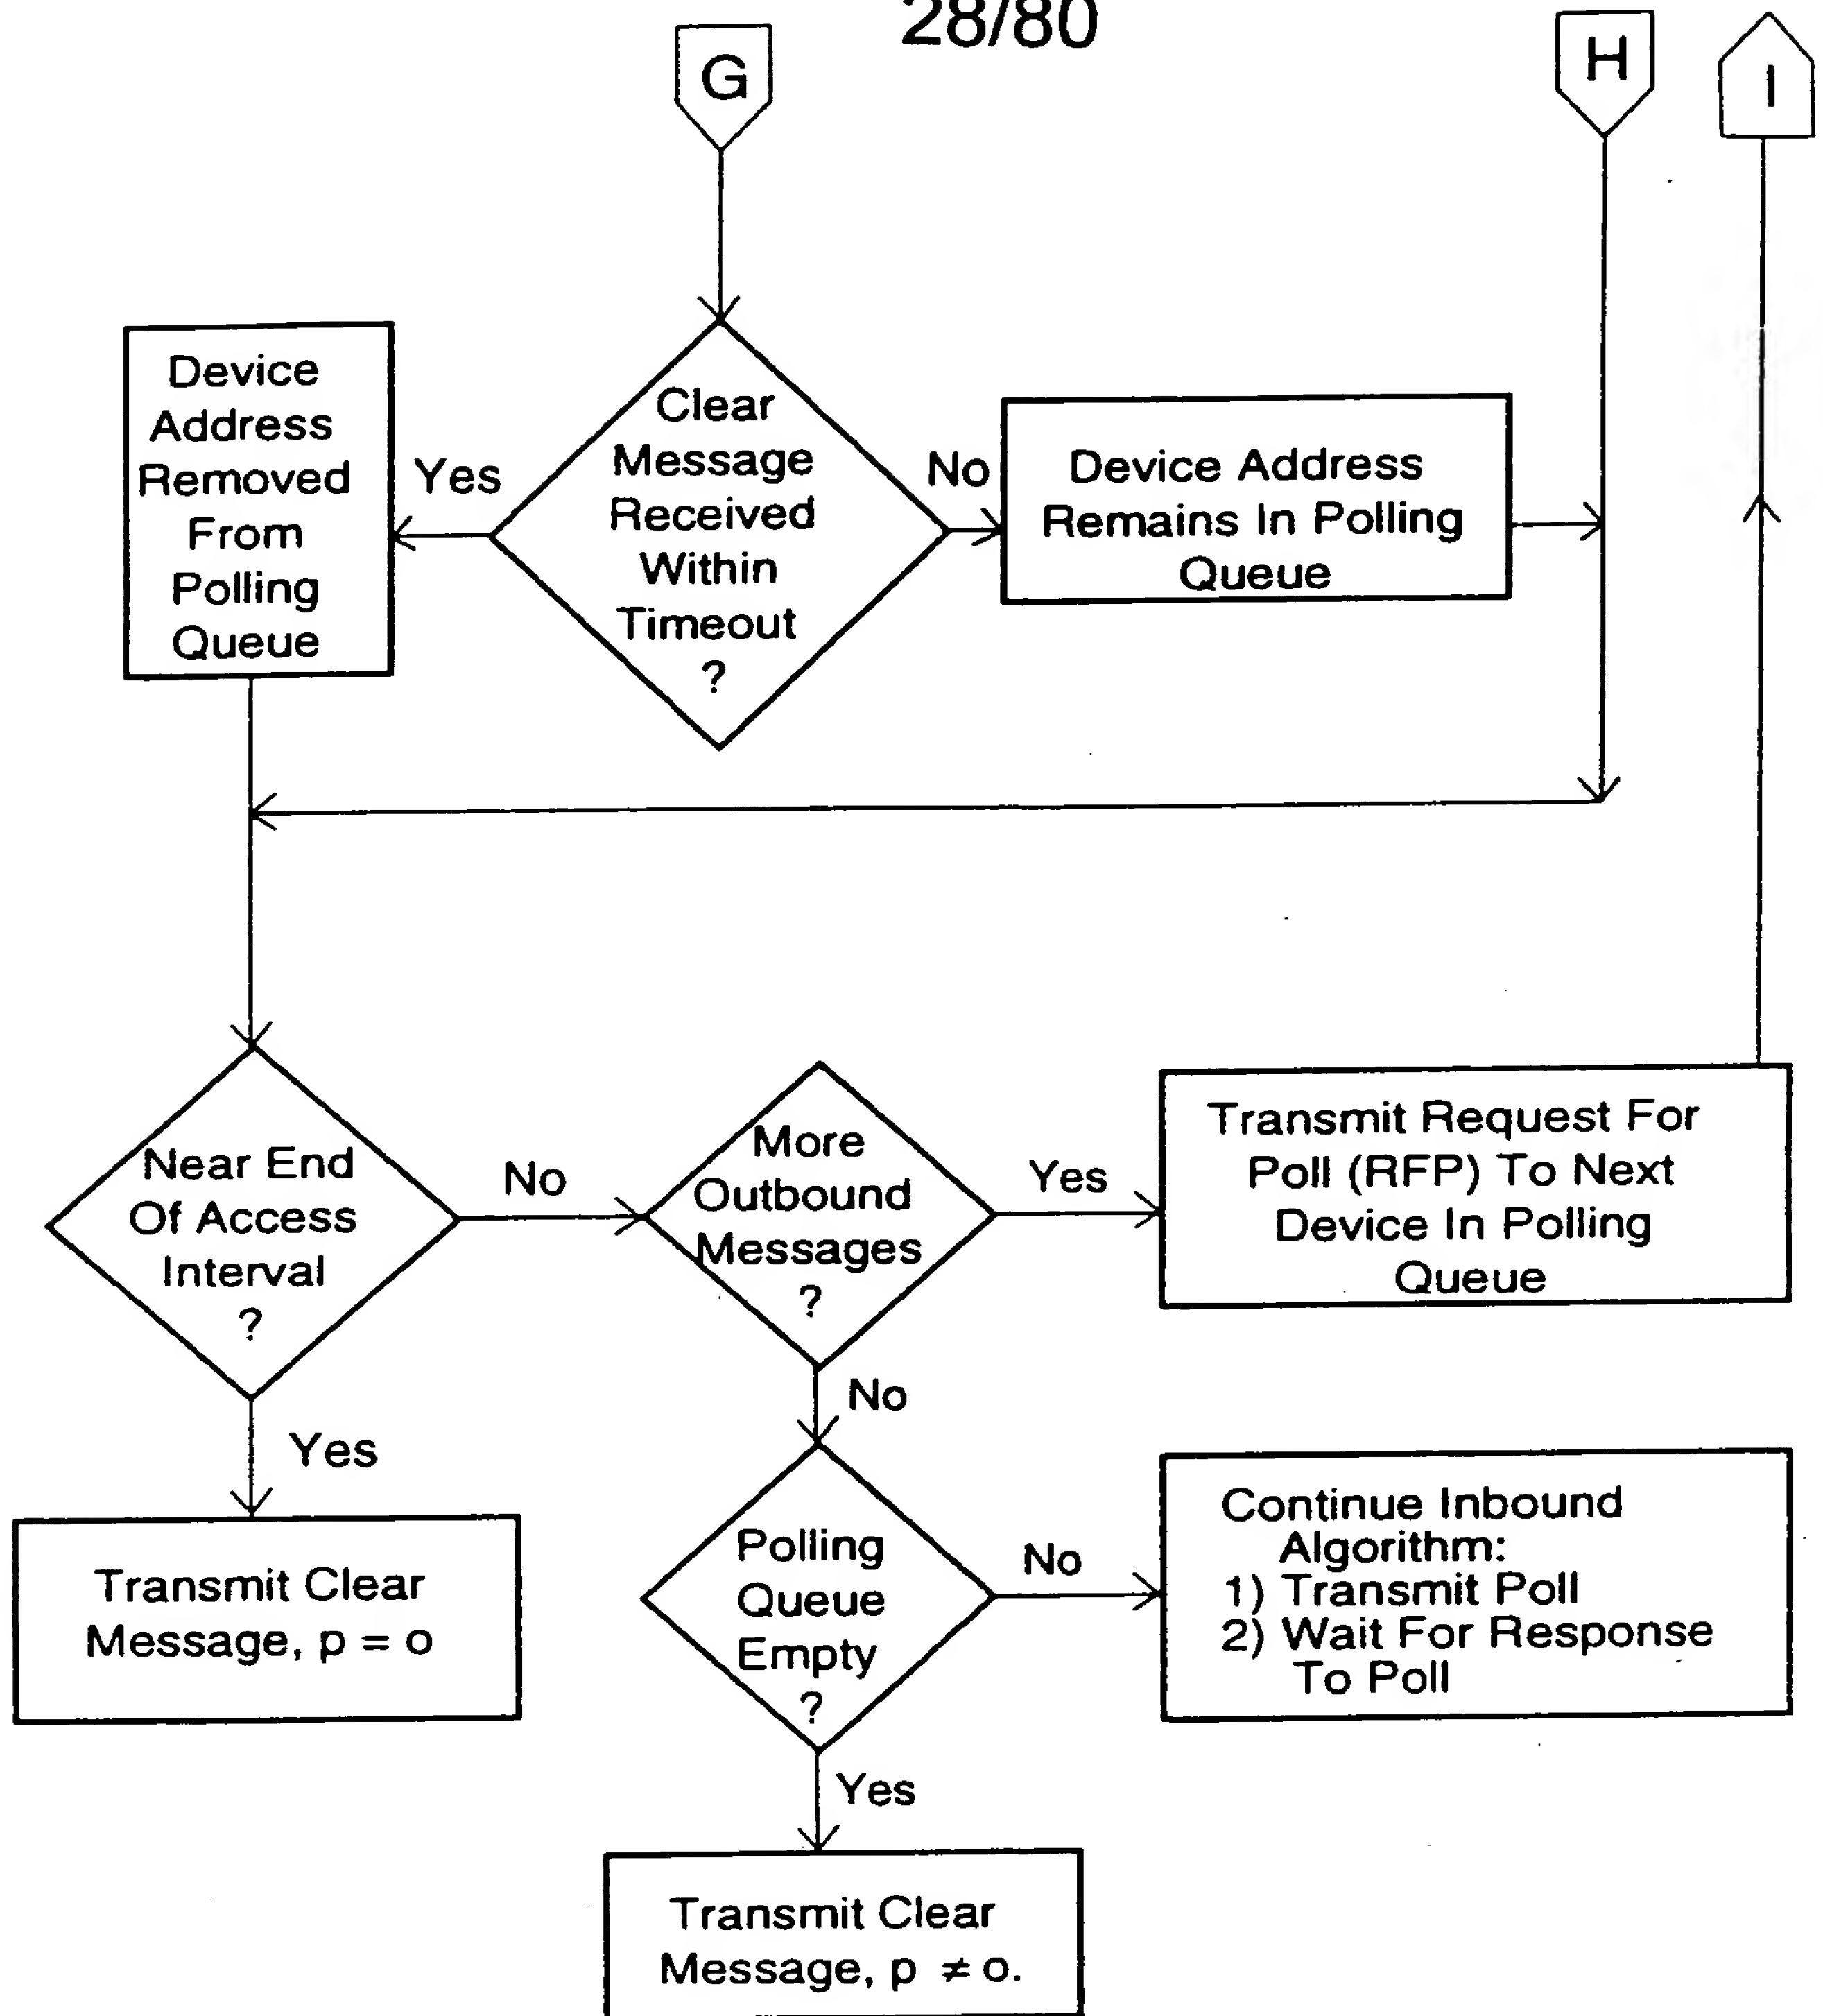 28/80
G
H
I
Device
Address
Removed
From
Polling
Queue
Yes
Clear
Message
Received
Within
Timeout
?
No
Device Address
Remains In Polling
Queue
Near End
Of Access
Interval
?
No
More
Outbound
Messages
?
Yes
Transmit Request For
Poll (RFP) To Next
Device In Polling
Queue
Yes
No
Transmit Clear
Message, p = o
Polling
Queue
Empty
?
No
Continue Inbound
Algorithm:
1) Transmit Poll
2) Wait For Response
To Poll
Yes
Transmit Clear
Message, p ≠ o.